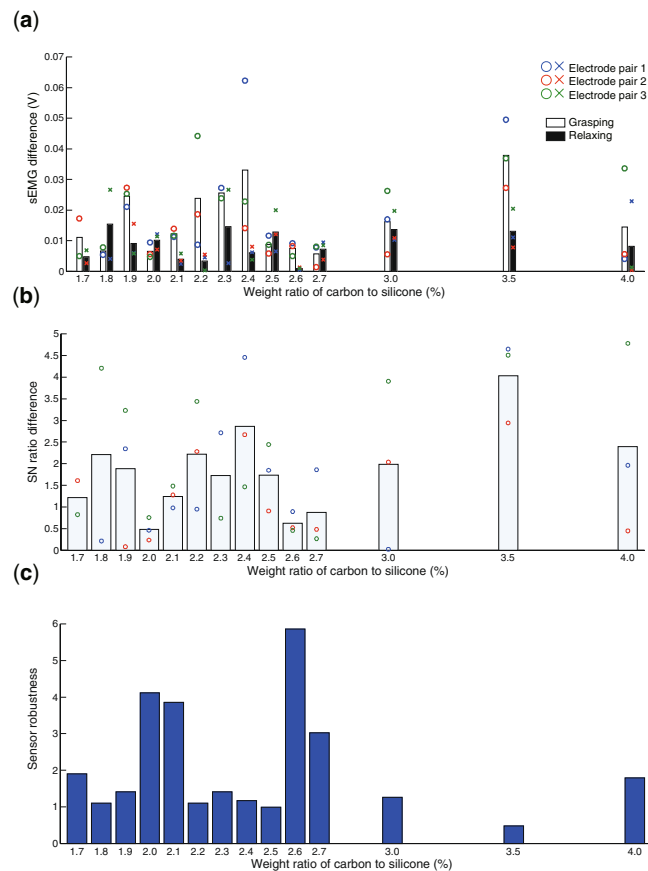 (a)
0.07
0.06
0.05
0.04
0.03
0.02
0.01
0
sEMG difference (V)
Electrode pair 1
Electrode pair 2
Electrode pair 3
Grasping
Relaxing
1.7 1.8 1.9 2.0 2.1 2.2 2.3 2.4 2.5 2.6 2.7 3.0 3.5 4.0
Weight ratio of carbon to silicone (%)
(b)
5
4.5
4
3.5
3
2.5
2
1.5
1
0.5
0
SN ratio difference
1.7 1.8 1.9 2.0 2.1 2.2 2.3 2.4 2.5 2.6 2.7 3.0 3.5 4.0
Weight ratio of carbon to silicone (%)
(c)
6
5
4
3
2
1
0
Sensor robustness
1.7 1.8 1.9 2.0 2.1 2.2 2.3 2.4 2.5 2.6 2.7 3.0 3.5 4.0
Weight ratio of carbon to silicone (%)